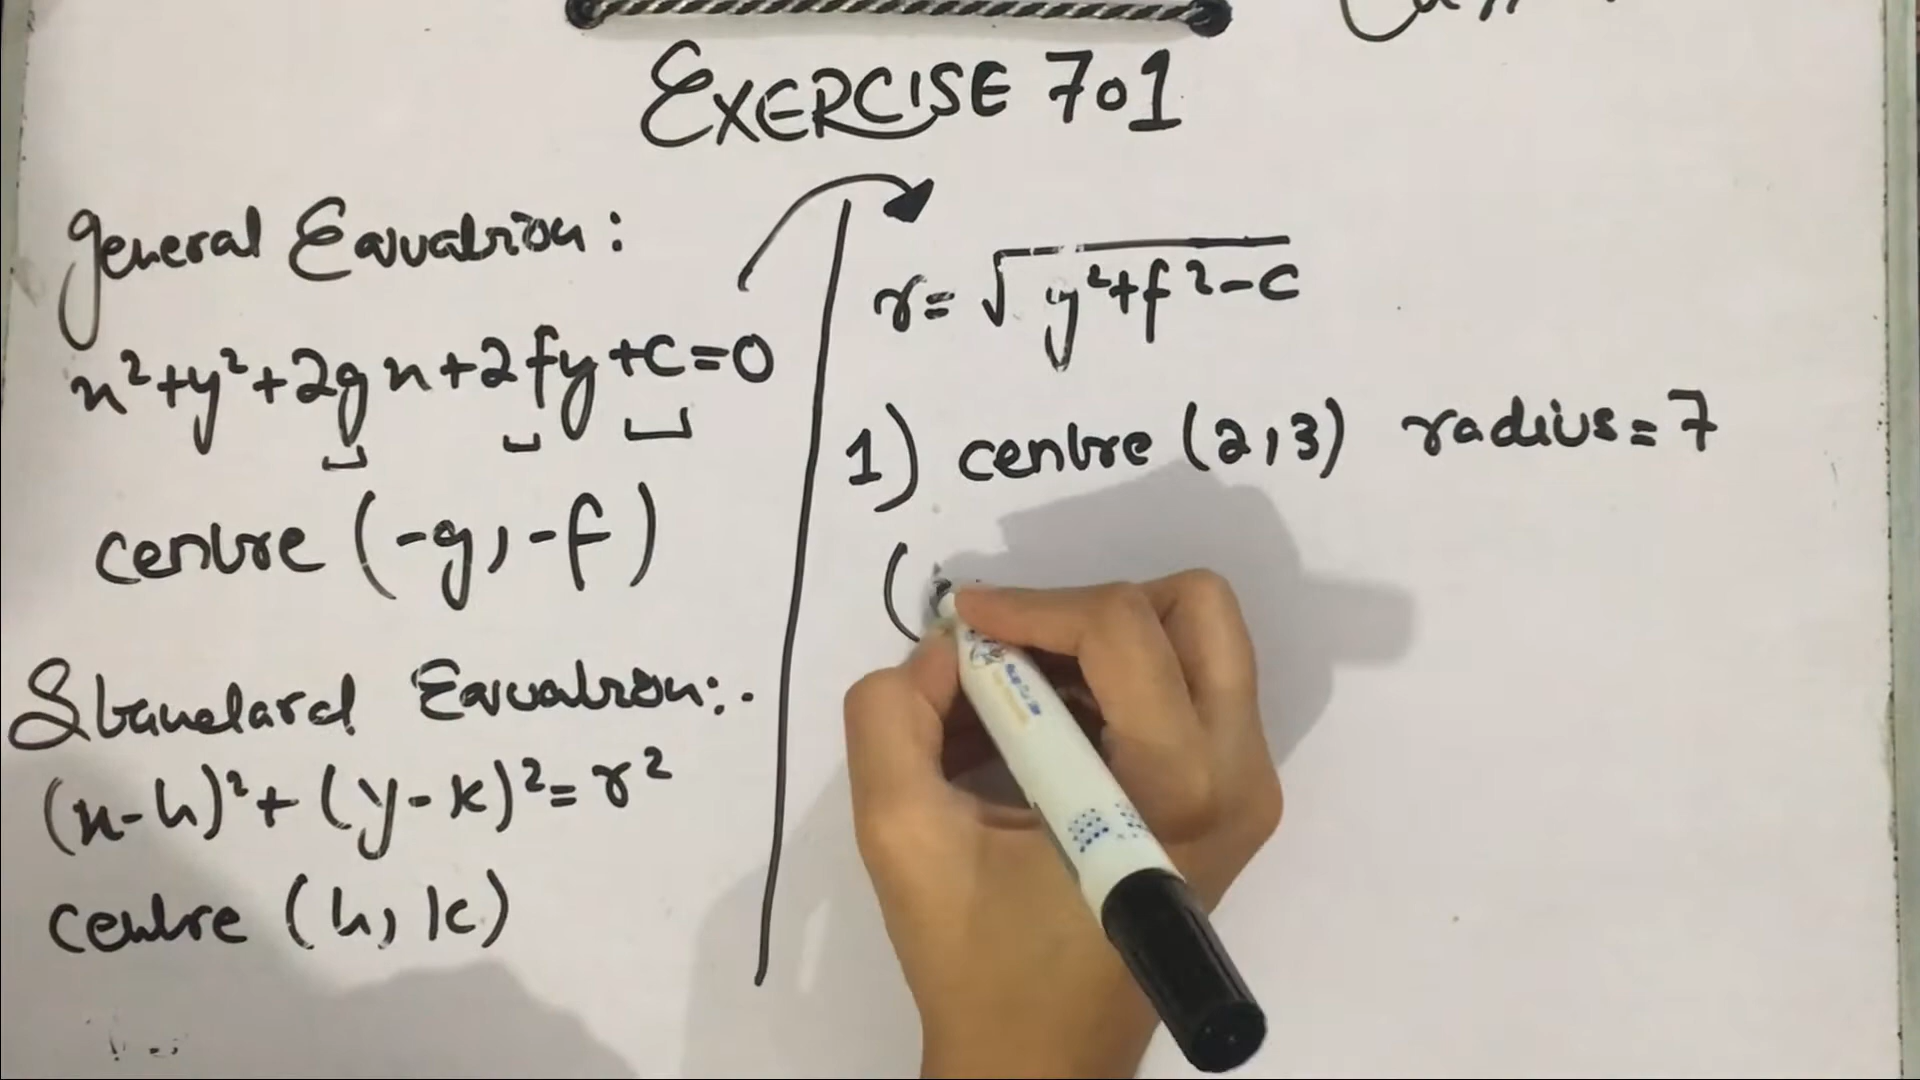 EXERCISE 7.1
General Equation:
x²+y²+2gx+2fy+c=0
centre (-g, -f)
Standard Equation:-
(x-h)²+(y-k)²=r²
centre (h, k)
r=√y²+f²-c
1) centre (2,3) radius=7
(